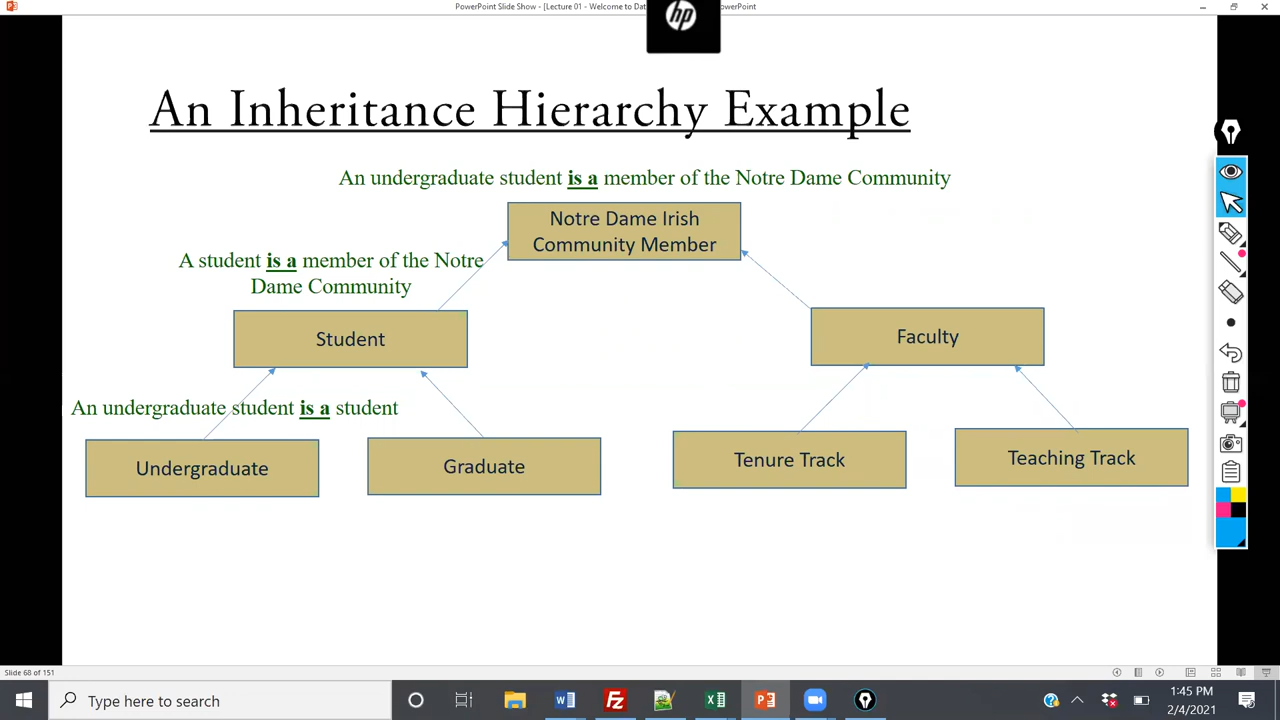 PowerPoint Slide Show - [Lecture 01 - Welcome to Dat
owerPoint
hp
An Inheritance Hierarchy Example
An undergraduate student is a member of the Notre Dame Community
Notre Dame Irish
Community Member
A student is a member of the Notre
Dame Community
Student
Faculty
An undergraduate student is a student
Undergraduate
Graduate
Tenure Track
Teaching Track
Slide 68 of 151
Type here to search
1:45 PM
2/4/2021